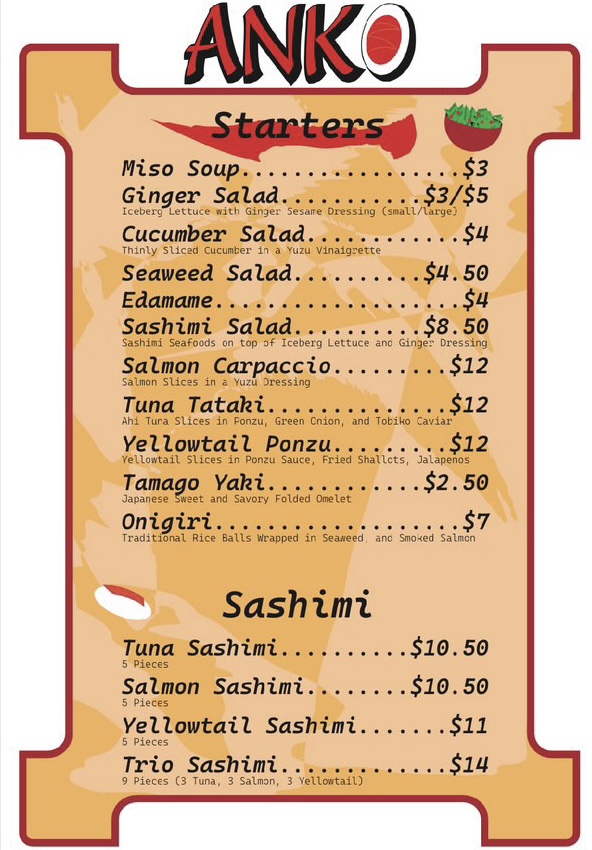 ANKO
Starters
Miso Soup.................$3
Ginger Salad...........$3/$5
Iceberg Lettuce with Ginger Sesame Dressing (small/large)
Cucumber Salad............$4
Thinly Sliced Cucumber in a Yuzu Vinaigrette
Seaweed Salad..........$4.50
Edamame...................$4
Sashimi Salad..........$8.50
Sashimi Seafoods on top of Iceberg Lettuce and Ginger Dressing
Salmon Carpaccio.........$12
Salmon Slices in a Yuzu Dressing
Tuna Tataki..............$12
Ahi Tuna Slices in Ponzu, Green Onion, and Tobiko Caviar
Yellowtail Ponzu.........$12
Yellowtail Slices in Ponzu Sauce, Fried Shallots, Jalapenos
Tamago Yaki............$2.50
Japanese Sweet and Savory Folded Omelet
Onigiri...................$7
Traditional Rice Balls Wrapped in Seaweed, and Smoked Salmon
Sashimi
Tuna Sashimi..........$10.50
5 Pieces
Salmon Sashimi........$10.50
5 Pieces
Yellowtail Sashimi.......$11
5 Pieces
Trio Sashimi.............$14
9 Pieces (3 Tuna, 3 Salmon, 3 Yellowtail)